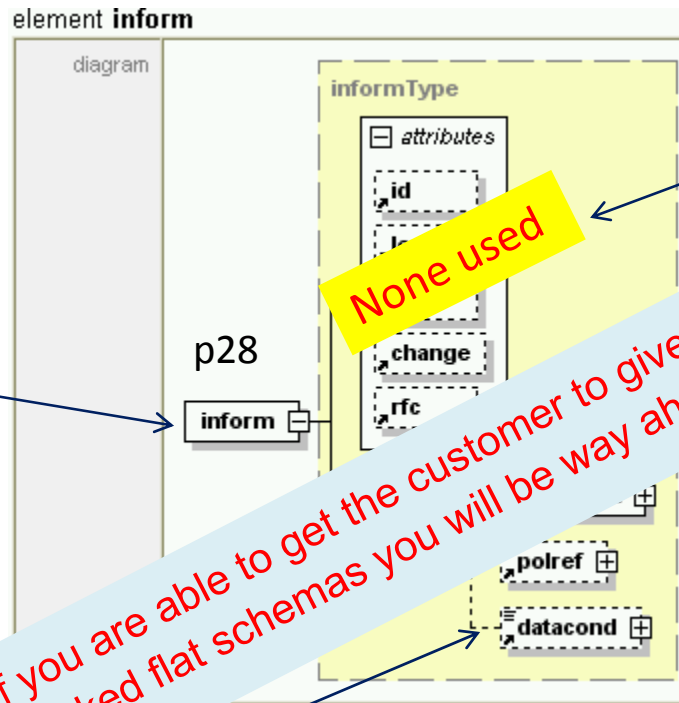 element inform
diagram
informType
attributes
id
None used
p28
change
inform
rfc
f you are able to get the customer to give
ked flat schemas you will be way ah
polref
datacond